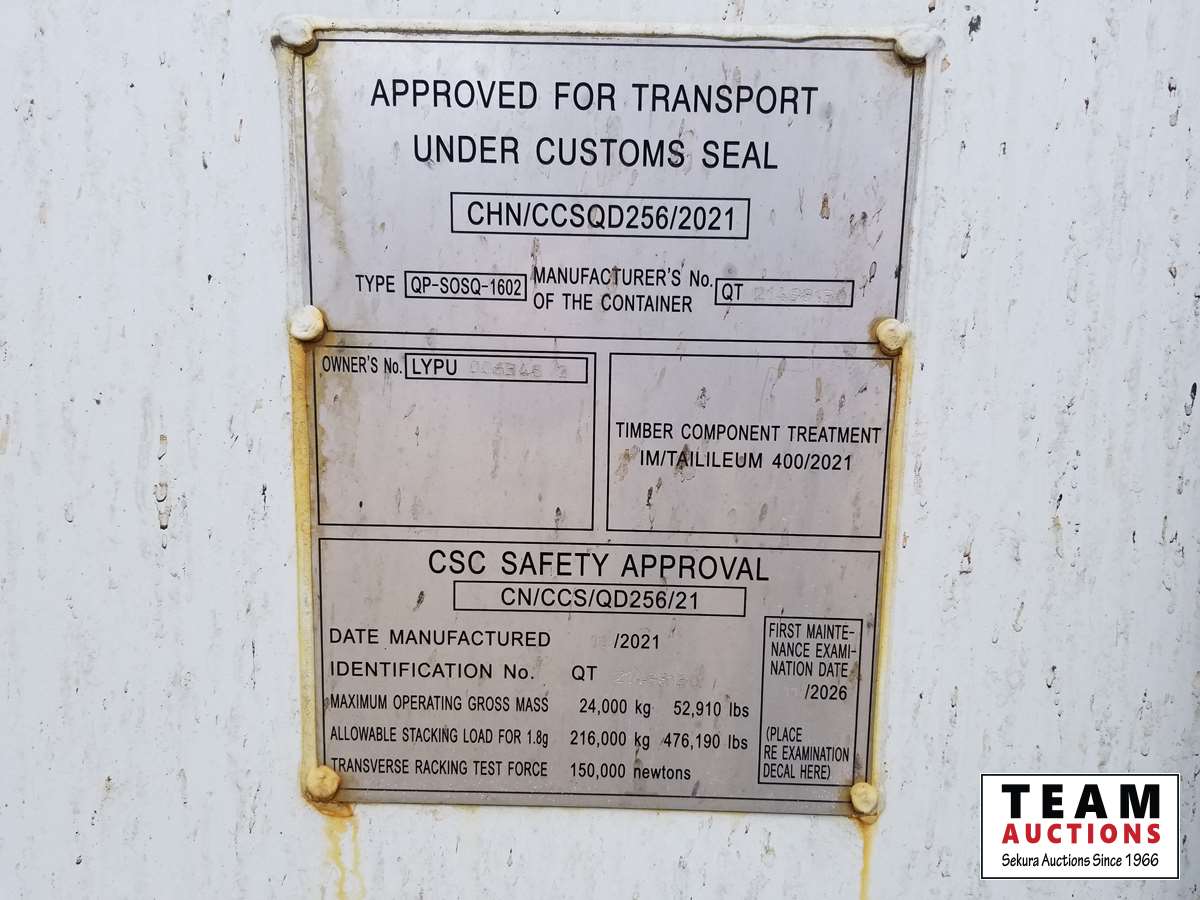 APPROVED FOR TRANSPORT
UNDER CUSTOMS SEAL
CHN/CCSQD256/2021
TYPE QP-SOSQ-1602 MANUFACTURER'S No.
OF THE CONTAINER QT
OWNER'S No. LYPU
TIMBER COMPONENT TREATMENT
IM/TAILILEUM 400/2021
CSC SAFETY APPROVAL
CN/CCS/QD256/21
DATE MANUFACTURED /2021
IDENTIFICATION No. QT
MAXIMUM OPERATING GROSS MASS 24,000 kg 52,910 lbs
ALLOWABLE STACKING LOAD FOR 1.8g 216,000 kg 476,190 lbs
TRANSVERSE RACKING TEST FORCE 150,000 newtons
FIRST MAINTE-
NANCE EXAMI-
NATION DATE
/2026
(PLACE
RE EXAMINATION
DECAL HERE)
TEAM
AUCTIONS
Sekura Auctions Since 1966